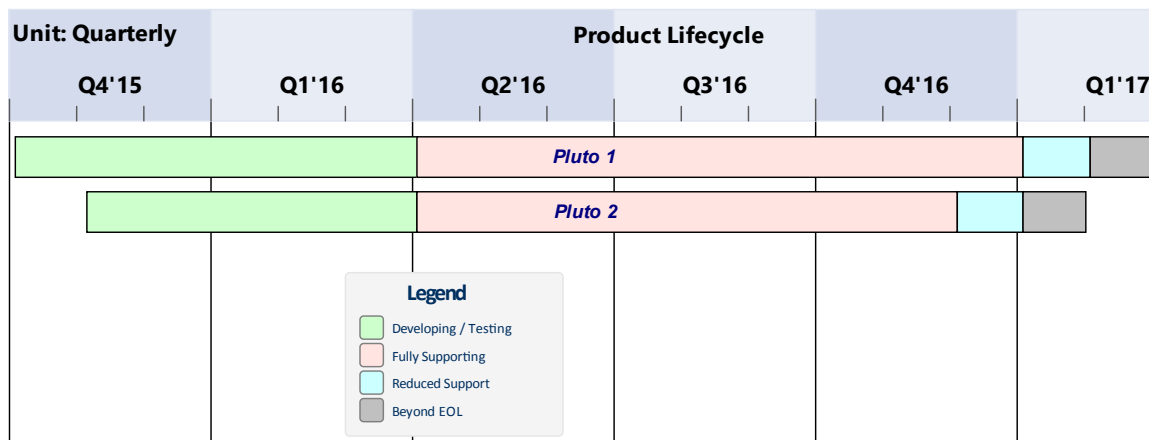 Unit: Quarterly
Product Lifecycle
Q4'15 Q1'16 Q2'16 Q3'16 Q4'16 Q1'17
Pluto 1
Pluto 2
Legend
Developing / Testing
Fully Supporting
Reduced Support
Beyond EOL